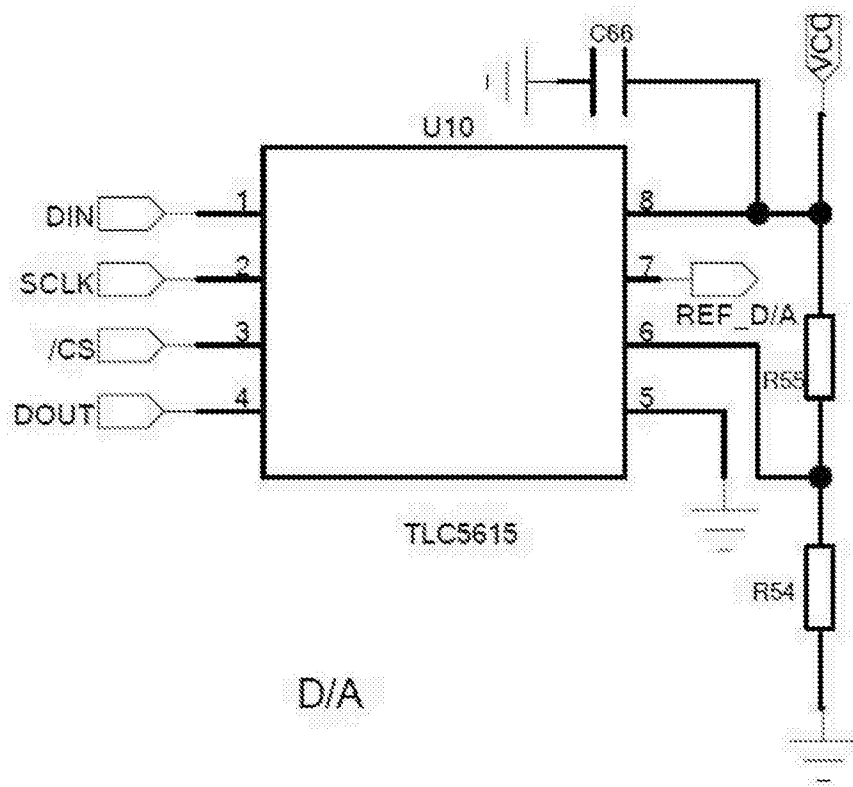 C66
VCC
U10
DIN 1
8
SCLK 2
7
REF_D/A
/CS 3
6
R55
DOUT 4
5
TLC5615
R54
D/A